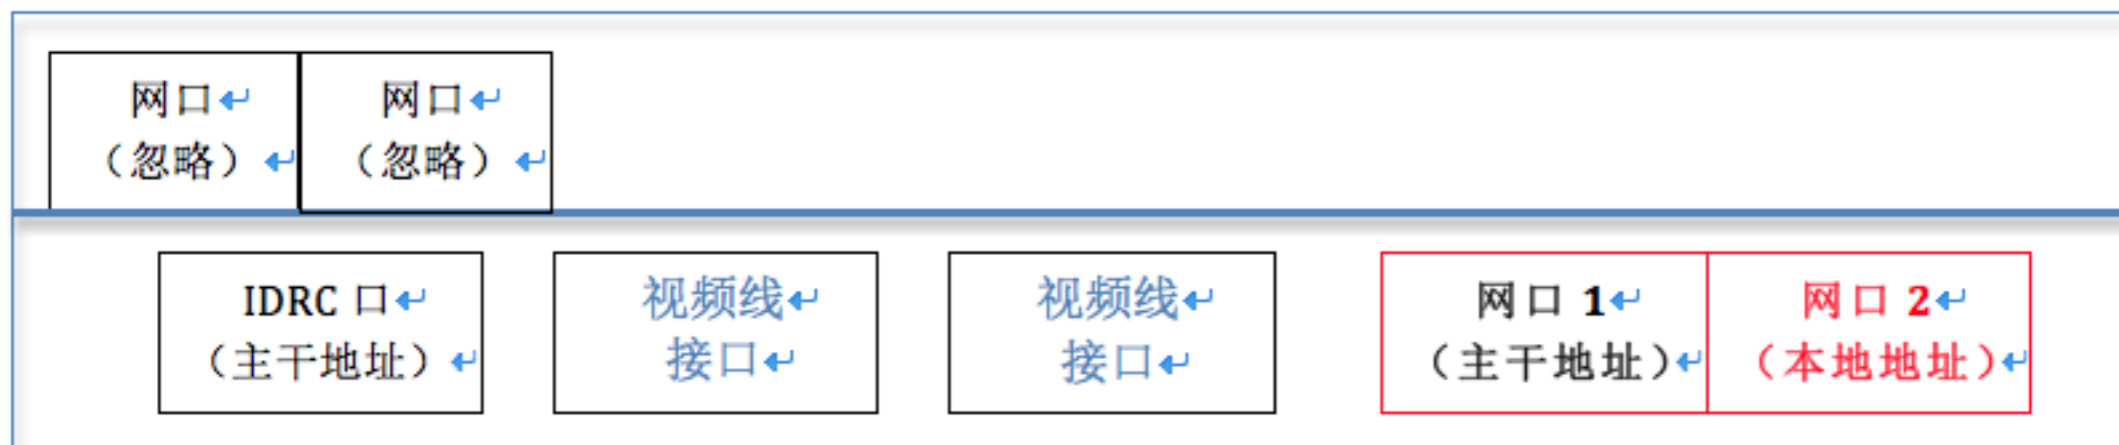 网口
（忽略）
网口
（忽略）
IDRC 口
（主干地址）
视频线
接口
视频线
接口
网口 1
（主干地址）
网口 2
（本地地址）